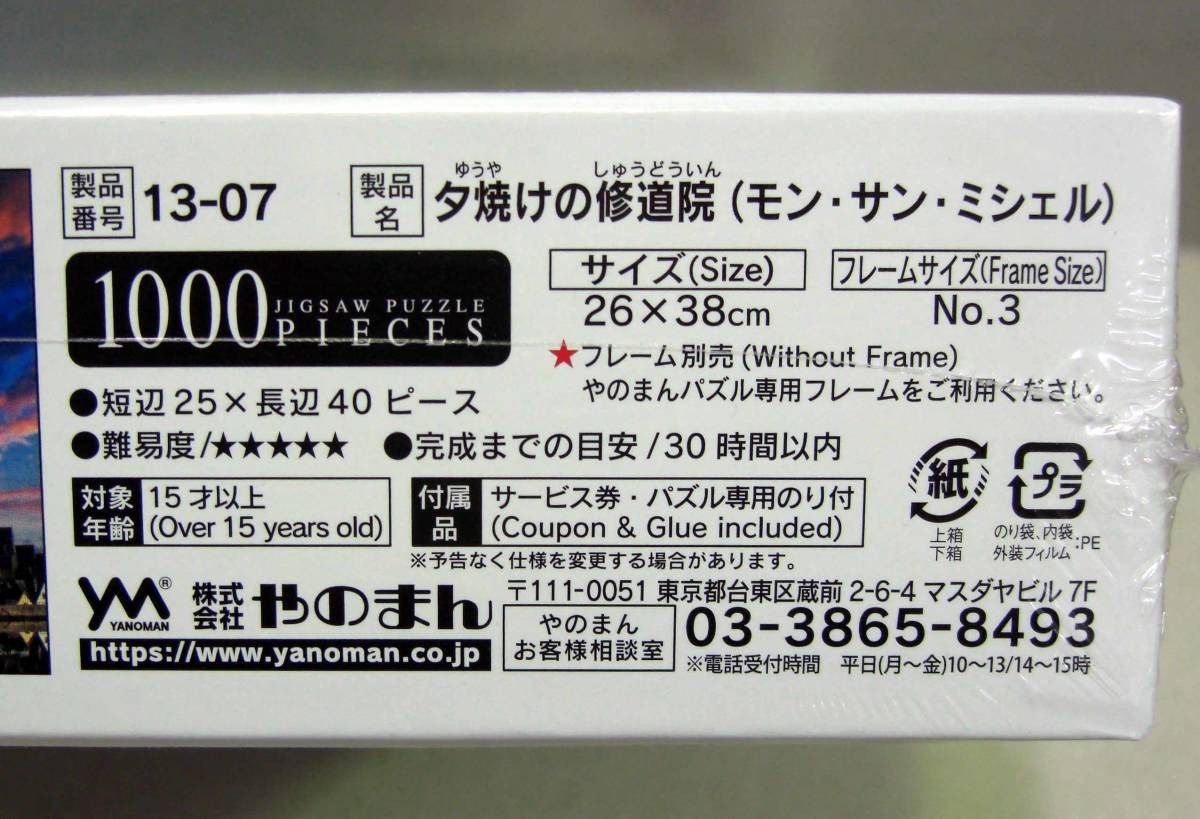 製品番号 13-07 製品名 夕焼けの修道院(モン・サン・ミシェル)
ゆうや しゅうどういん
1000 JIGSAW PUZZLE PIECES
サイズ(Size) フレームサイズ(Frame Size)
26×38cm No.3
★フレーム別売(Without Frame)
やのまんパズル専用フレームをご利用ください。
●短辺25×長辺40 ピース
●難易度/★★★★★ ●完成までの目安/30時間以内
対象年齢 15才以上
(Over 15 years old)
付属品 サービス券・パズル専用のり付
(Coupon & Glue included)
※予告なく仕様を変更する場合があります。
紙 プラ
上箱
下箱
のり袋、内袋、
外装フィルム:PE
YM® YANOMAN 株式会社 やのまん
https://www.yanoman.co.jp
〒111-0051 東京都台東区蔵前 2-6-4 マスダヤビル 7F
やのまん
お客様相談室
03-3865-8493
※電話受付時間 平日(月〜金)10〜13/14〜15時